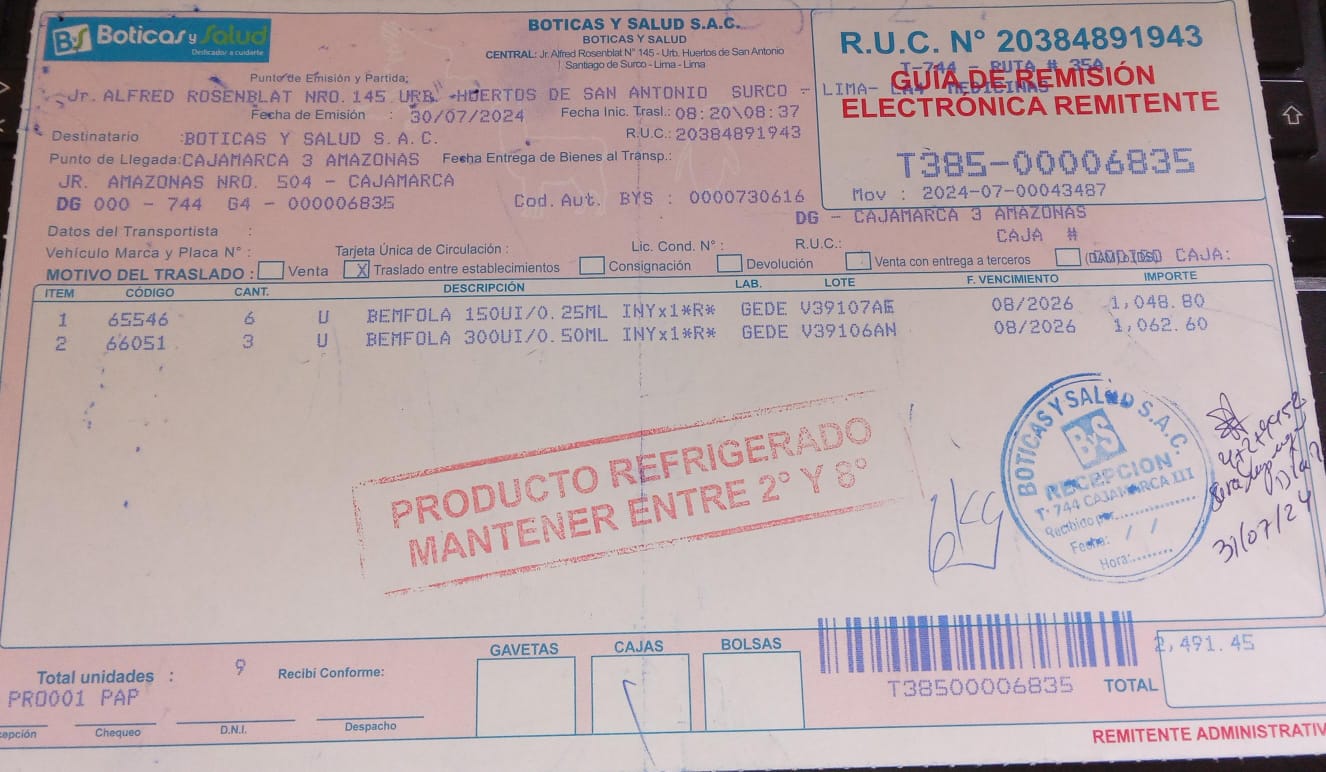 BS Boticas y Salud
Dedicados a cuidarte
BOTICAS Y SALUD S.A.C.
BOTICAS Y SALUD
CENTRAL: Jr. Alfred Rosenblat N° 145 - Urb. Huertos de San Antonio
Santiago de Surco - Lima - Lima
R.U.C. N° 20384891943
T-744 - RUTA # 35A
GUÍA DE REMISIÓN
ELECTRÓNICA REMITENTE
T385-00006835
Mov : 2024-07-00043487
Punto de Emisión y Partida;
Jr. ALFRED ROSENBLAT NRO. 145 URB. HUERTOS DE SAN ANTONIO SURCO - LIMA- MEDICINAS
Fecha de Emisión : 30/07/2024 Fecha Inic. Trasl.: 08:20\08:37
Destinatario :BOTICAS Y SALUD S.A.C. R.U.C.: 20384891943
Punto de Llegada:CAJAMARCA 3 AMAZONAS Fecha Entrega de Bienes al Transp.:
JR. AMAZONAS NRO. 504 - CAJAMARCA
DG 000 - 744 G4 - 000006835 Cod. Aut. BYS : 0000730616
DG - CAJAMARCA 3 AMAZONAS
Datos del Transportista : CAJA #
Vehículo Marca y Placa N° : Tarjeta Única de Circulación : Lic. Cond. N° : R.U.C.:
MOTIVO DEL TRASLADO : Venta X Traslado entre establecimientos Consignación Devolución Venta con entrega a terceros CAJA:
ITEM CÓDIGO CANT. DESCRIPCIÓN LAB. LOTE F. VENCIMIENTO IMPORTE
1 65546 6 U BEMFOLA 150UI/0.25ML INYx1*R* GEDE V39107AE 08/2026 1,048.80
2 66051 3 U BEMFOLA 300UI/0.50ML INYx1*R* GEDE V39106AN 08/2026 1,062.60
PRODUCTO REFRIGERADO
MANTENER ENTRE 2° Y 8°
6kg
BOTICAS Y SALUD S.A.C.
BS
RECEPCION
T- 744 CAJAMARCA III
Recibido por:..............
Fecha: / /
Hora:........
31/07/24
Total unidades : 9 Recibí Conforme:
PRO001 PAP
Chequeo D.N.I. Despacho
GAVETAS CAJAS BOLSAS
T38500006835
TOTAL 2,491.45
REMITENTE ADMINISTRATIV